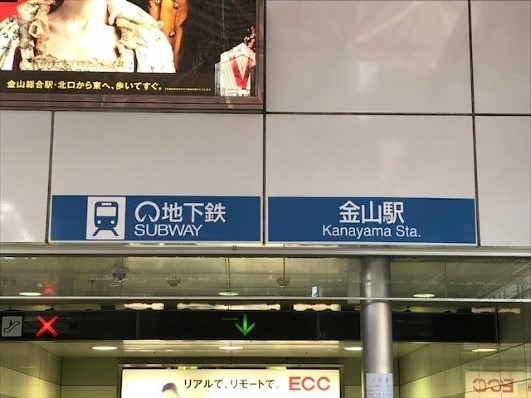 金山総合駅・北口から東へ、歩いてすぐ。
地下鉄
SUBWAY
金山駅
Kanayama Sta.
リアルで、リモートで。 ECC
ECC